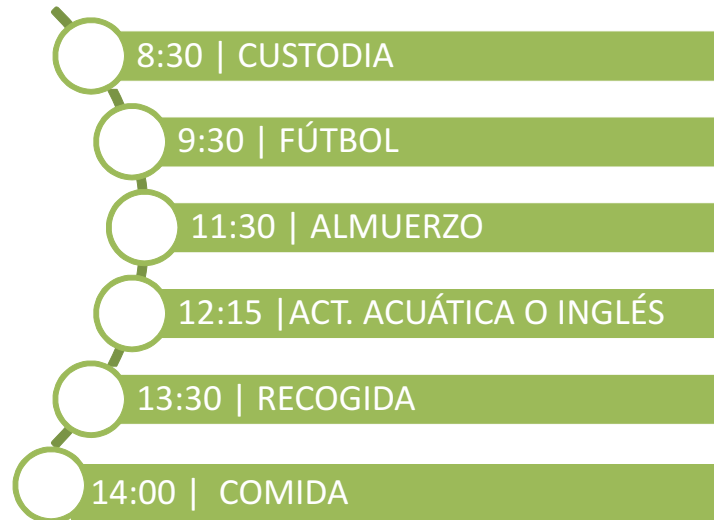 8:30 | CUSTODIA
9:30 | FÚTBOL
11:30 | ALMUERZO
12:15 |ACT. ACUÁTICA O INGLÉS
13:30 | RECOGIDA
14:00 | COMIDA